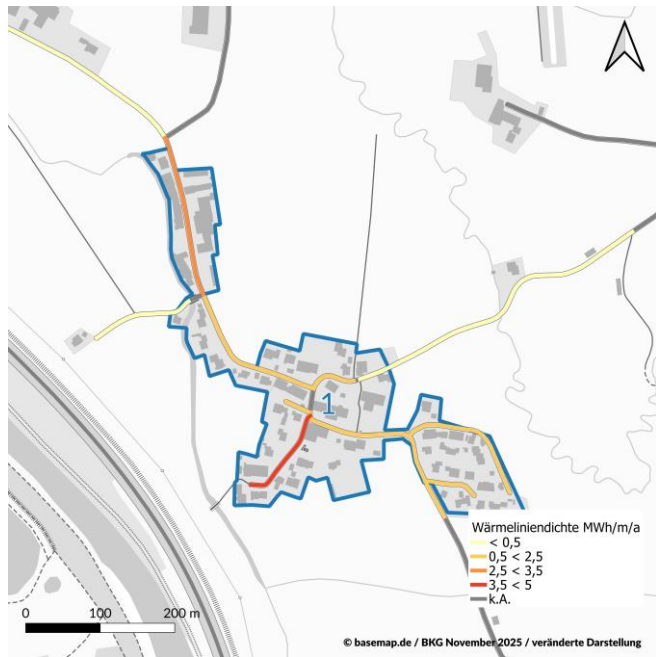 1
Wärmeliniendichte MWh/m/a
< 0,5
0,5 < 2,5
2,5 < 3,5
3,5 < 5
k.A.
0 100 200 m
© basemap.de / BKG November 2025 / veränderte Darstellung